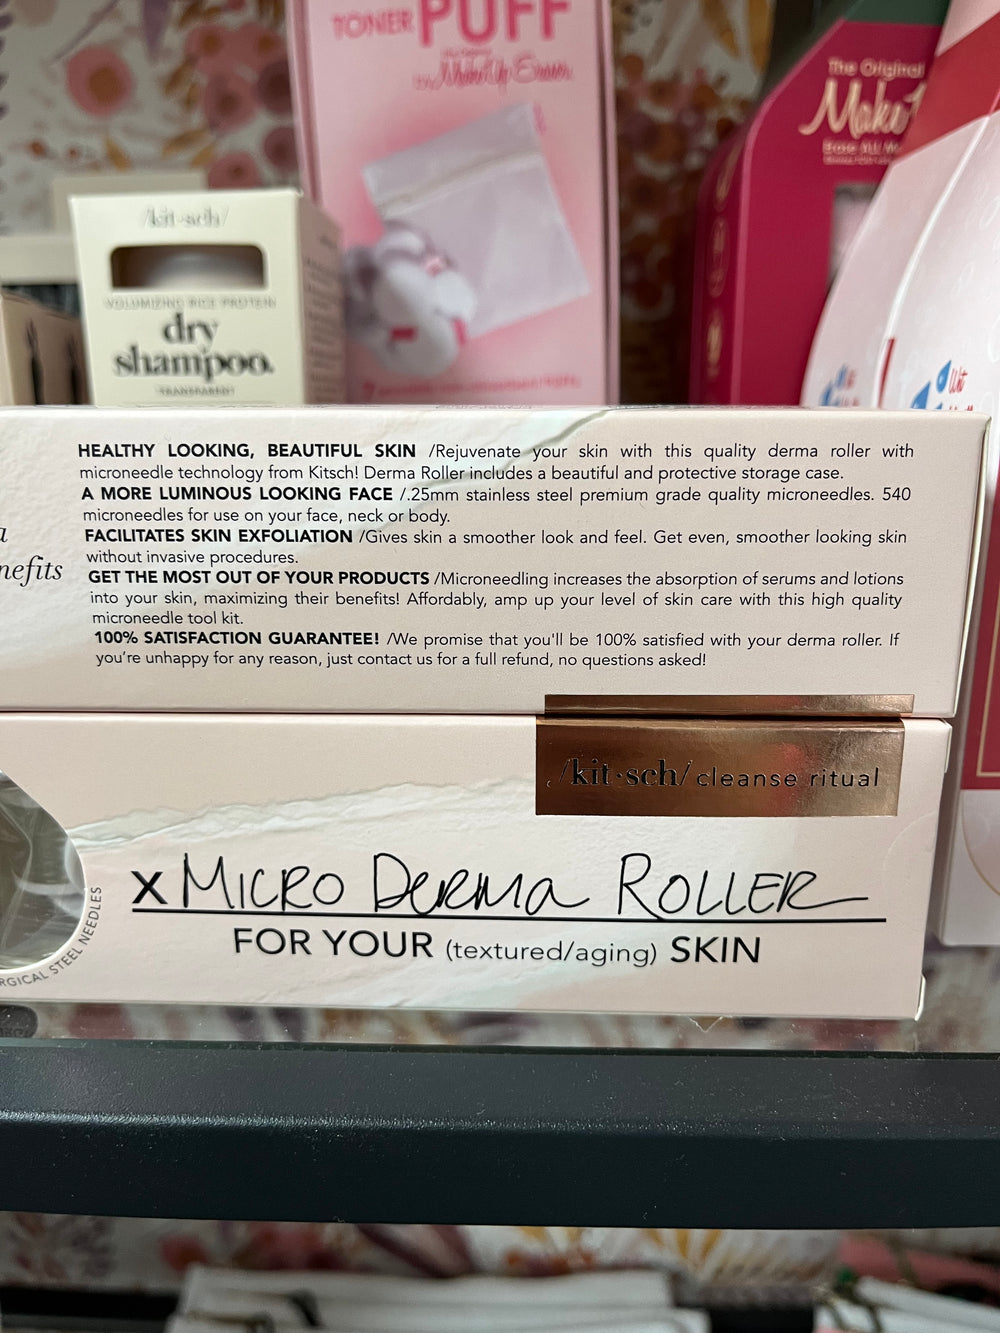 TONER PUFF
BY MakeUp Eraser
The Original
/kit·sch/
VOLUMIZING RICE PROTEIN
dry
shampoo.
TRANSPARENT
HEALTHY LOOKING, BEAUTIFUL SKIN /Rejuvenate your skin with this quality derma roller with
microneedle technology from Kitsch! Derma Roller includes a beautiful and protective storage case.
A MORE LUMINOUS LOOKING FACE /.25mm stainless steel premium grade quality microneedles. 540
microneedles for use on your face, neck or body.
FACILITATES SKIN EXFOLIATION /Gives skin a smoother look and feel. Get even, smoother looking skin
without invasive procedures.
GET THE MOST OUT OF YOUR PRODUCTS /Microneedling increases the absorption of serums and lotions
into your skin, maximizing their benefits! Affordably, amp up your level of skin care with this high quality
microneedle tool kit.
100% SATISFACTION GUARANTEE! /We promise that you'll be 100% satisfied with your derma roller. If
you're unhappy for any reason, just contact us for a full refund, no questions asked!
/kit·sch/ cleanse ritual
x MICRO DERMA ROLLER
FOR YOUR (textured/aging) SKIN
STEEL NEEDLES